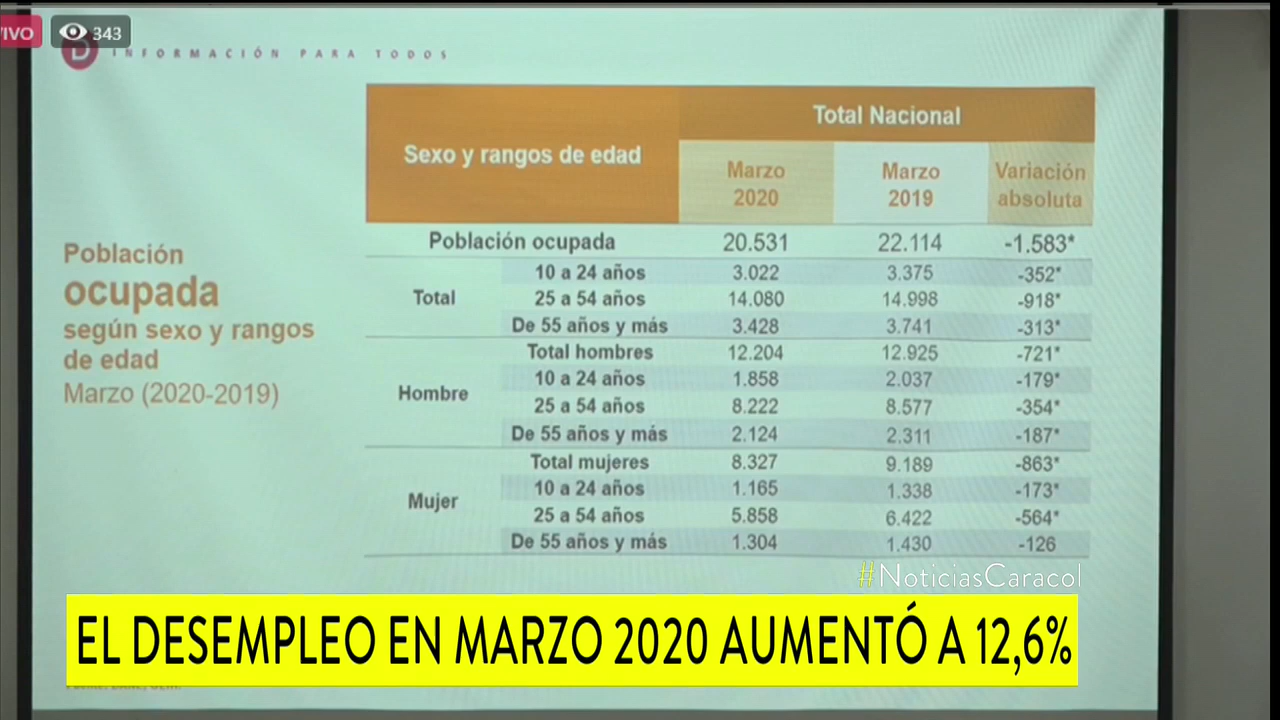 VIVO
343
INFORMACIÓN PARA TODOS
Población
ocupada
según sexo y rangos
de edad
Marzo (2020-2019)
Sexo y rangos de edad
Total Nacional
Marzo 2020
Marzo 2019
Variación absoluta
Población ocupada 20.531 22.114 -1.583*
Total
10 a 24 años 3.022 3.375 -352*
25 a 54 años 14.080 14.998 -918*
De 55 años y más 3.428 3.741 -313*
Hombre
Total hombres 12.204 12.925 -721*
10 a 24 años 1.858 2.037 -179*
25 a 54 años 8.222 8.577 -354*
De 55 años y más 2.124 2.311 -187*
Mujer
Total mujeres 8.327 9.189 -863*
10 a 24 años 1.165 1.338 -173*
25 a 54 años 5.858 6.422 -564*
De 55 años y más 1.304 1.430 -126
#NoticiasCaracol
EL DESEMPLEO EN MARZO 2020 AUMENTÓ A 12,6%